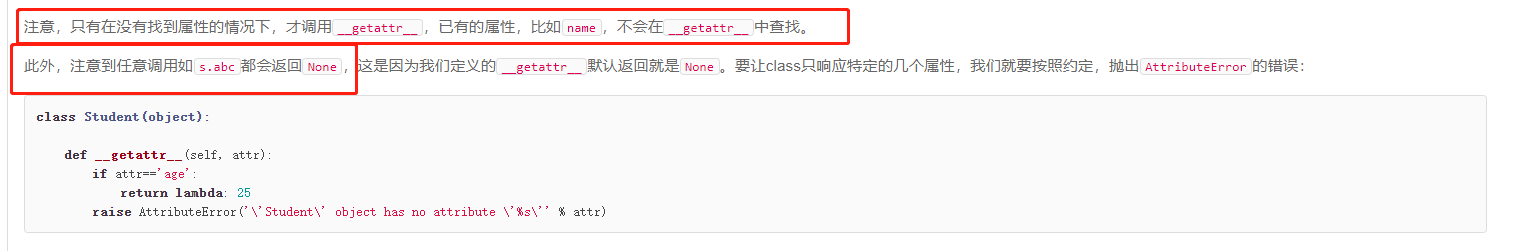 注意，只有在没有找到属性的情况下，才调用__getattr__，已有的属性，比如name，不会在__getattr__中查找。
此外，注意到任意调用如s.abc都会返回None，这是因为我们定义的__getattr__默认返回就是None。要让class只响应特定的几个属性，我们就要按照约定，抛出AttributeError的错误：
class Student(object):
    def __getattr__(self, attr):
        if attr=='age':
            return lambda: 25
        raise AttributeError('\'Student\' object has no attribute \'%s\'' % attr)